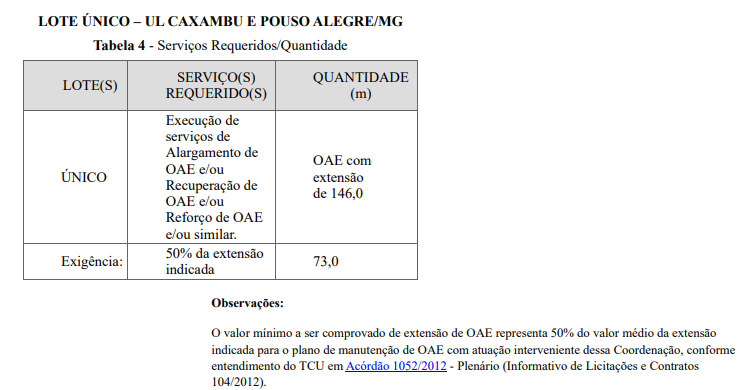 LOTE ÚNICO – UL CAXAMBU E POUSO ALEGRE/MG
Tabela 4 - Serviços Requeridos/Quantidade
LOTE(S)
SERVIÇO(S)
REQUERIDO(S)
QUANTIDADE
(m)
ÚNICO
Execução de
serviços de
Alargamento de
OAE e/ou
Recuperação de
OAE e/ou
Reforço de OAE
e/ou similar.
OAE com
extensão
de 146,0
Exigência:
50% da extensão
indicada
73,0
Observações:
O valor mínimo a ser comprovado de extensão de OAE representa 50% do valor médio da extensão
indicada para o plano de manutenção de OAE com atuação interveniente dessa Coordenação, conforme
entendimento do TCU em Acórdão 1052/2012 - Plenário (Informativo de Licitações e Contratos
104/2012).